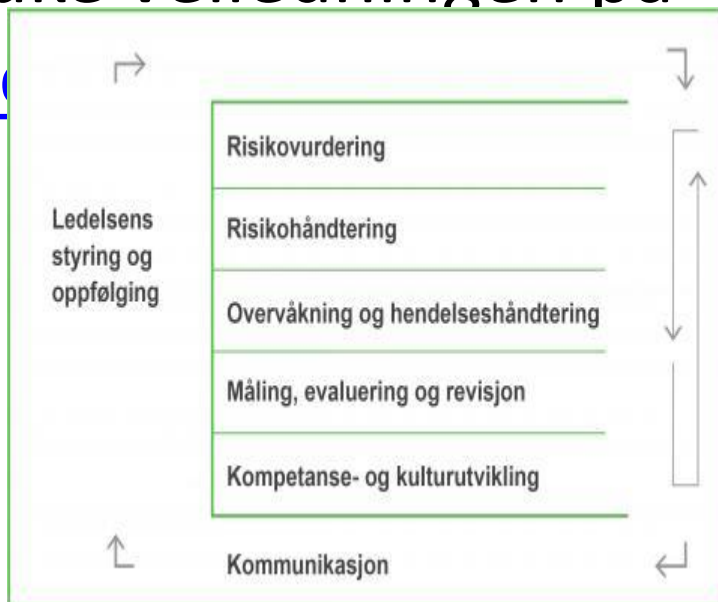 Ledelsens
styring og
oppfølging
Risikovurdering
Risikohåndtering
Overvåkning og hendelseshåndtering
Måling, evaluering og revisjon
Kompetanse- og kulturutvikling
Kommunikasjon